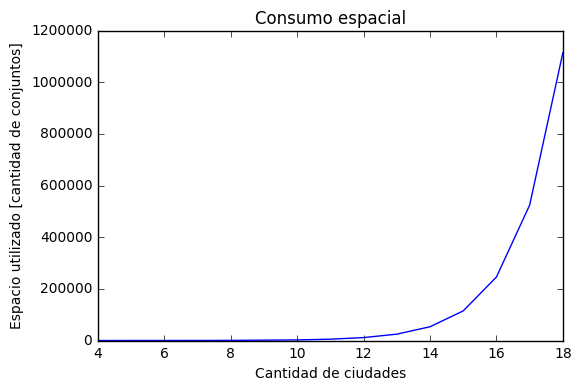 Consumo espacial
1200000
1000000
800000
600000
400000
200000
0
Espacio utilizado [cantidad de conjuntos]
4 6 8 10 12 14 16 18
Cantidad de ciudades